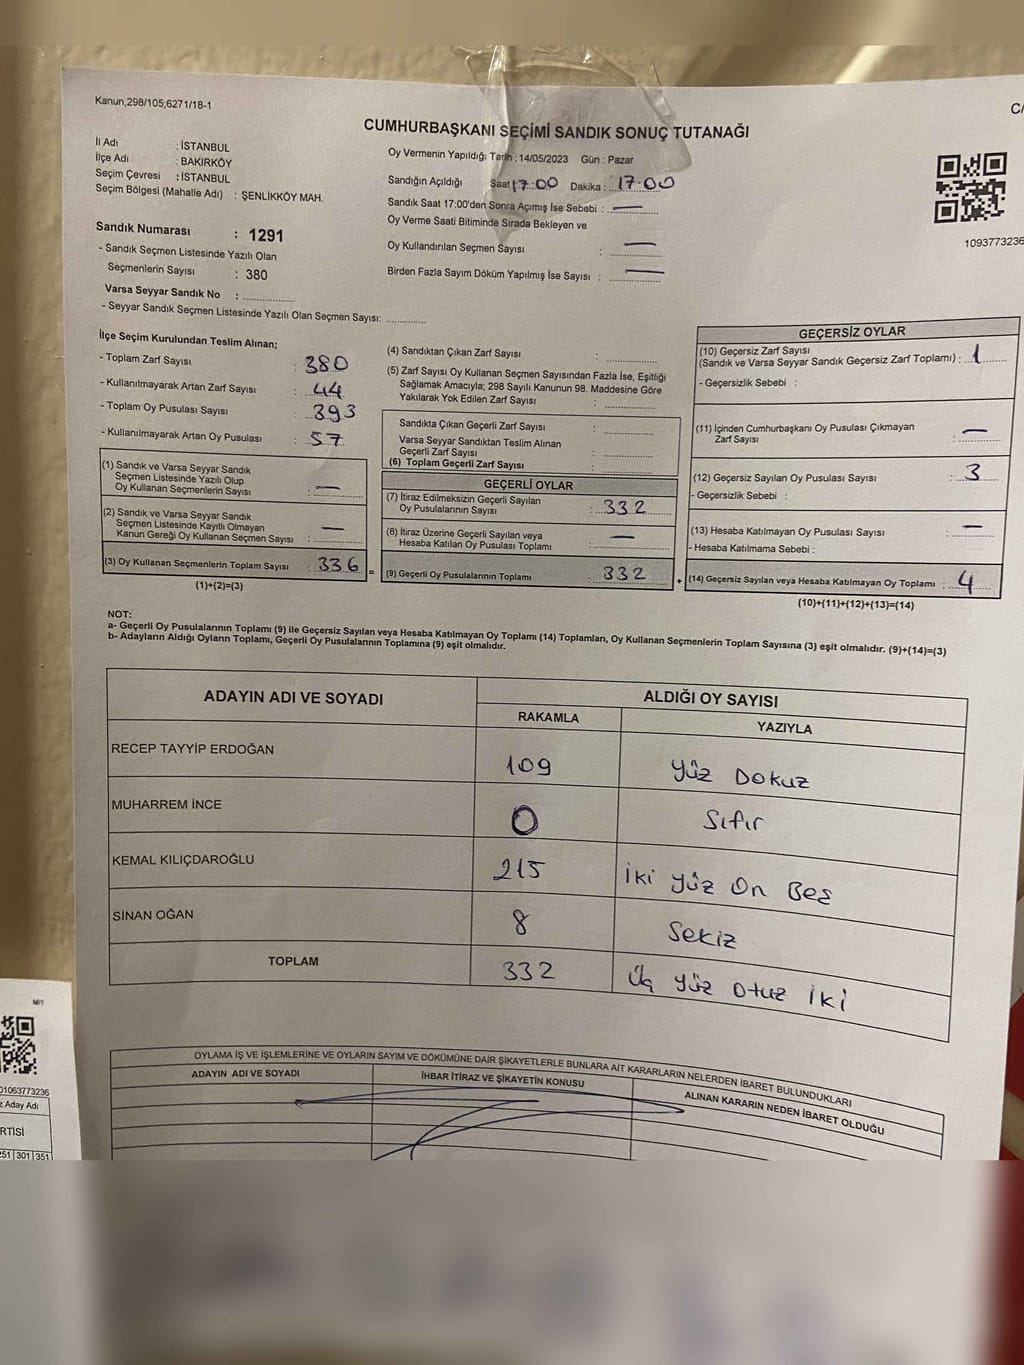 Kanun,298/105;6271/18-1
C/
CUMHURBAŞKANI SEÇİMİ SANDIK SONUÇ TUTANAĞI
İl Adı : İSTANBUL
İlçe Adı : BAKIRKÖY
Seçim Çevresi : İSTANBUL
Seçim Bölgesi (Mahalle Adı) : ŞENLİKKÖY MAH.
Sandık Numarası : 1291
- Sandık Seçmen Listesinde Yazılı Olan
Seçmenlerin Sayısı : 380
Varsa Seyyar Sandık No :
- Seyyar Sandık Seçmen Listesinde Yazılı Olan Seçmen Sayısı:
Oy Vermenin Yapıldığı Tarih :14/05/2023 Gün : Pazar
Sandığın Açıldığı Saat 17:00 Dakika : 17-00
Sandık Saat 17:00'den Sonra Açımış İse Sebebi : —
Oy Verme Saati Bitiminde Sırada Bekleyen ve
Oy Kullandırılan Seçmen Sayısı : —
Birden Fazla Sayım Döküm Yapılmış İse Sayısı : —
1093773236
İlçe Seçim Kurulundan Teslim Alınan;
- Toplam Zarf Sayısı : 380
- Kullanılmayarak Artan Zarf Sayısı : 44
- Toplam Oy Pusulası Sayısı : 393
- Kullanılmayarak Artan Oy Pusulası : 57
(1) Sandık ve Varsa Seyyar Sandık
Seçmen Listesinde Yazılı Olup
Oy Kullanan Seçmenlerin Sayısı : —
(2) Sandık ve Varsa Seyyar Sandık
Seçmen Listesinde Kayıtlı Olmayan
Kanun Gereği Oy Kullanan Seçmen Sayısı : —
(3) Oy Kullanan Seçmenlerin Toplam Sayısı : 336 =
(1)+(2)=(3)
(4) Sandıktan Çıkan Zarf Sayısı :
(5) Zarf Sayısı Oy Kullanan Seçmen Sayısından Fazla İse, Eşitliği
Sağlamak Amacıyla; 298 Sayılı Kanunun 98. Maddesine Göre
Yakılarak Yok Edilen Zarf Sayısı :
Sandıkta Çıkan Geçerli Zarf Sayısı :
Varsa Seyyar Sandıktan Teslim Alınan
Geçerli Zarf Sayısı :
(6) Toplam Geçerli Zarf Sayısı :
GEÇERLİ OYLAR
(7) İtiraz Edilmeksizin Geçerli Sayılan
Oy Pusulalarının Sayısı : 332
(8) İtiraz Üzerine Geçerli Sayılan veya
Hesaba Katılan Oy Pusulası Toplamı : —
(9) Geçerli Oy Pusulalarının Toplamı : 332 +
GEÇERSİZ OYLAR
(10) Geçersiz Zarf Sayısı
(Sandık ve Varsa Seyyar Sandık Geçersiz Zarf Toplamı) : 1
- Geçersizlik Sebebi :
(11) İçinden Cumhurbaşkanı Oy Pusulası Çıkmayan
Zarf Sayısı : —
(12) Geçersiz Sayılan Oy Pusulası Sayısı : 3
- Geçersizlik Sebebi :
(13) Hesaba Katılmayan Oy Pusulası Sayısı : —
- Hesaba Katılmama Sebebi :
(14) Geçersiz Sayılan veya Hesaba Katılmayan Oy Toplamı : 4
(10)+(11)+(12)+(13)=(14)
NOT:
a- Geçerli Oy Pusulalarının Toplamı (9) ile Geçersiz Sayılan veya Hesaba Katılmayan Oy Toplamı (14) Toplamları, Oy Kullanan Seçmenlerin Toplam Sayısına (3) eşit olmalıdır. (9)+(14)=(3)
b- Adayların Aldığı Oyların Toplamı, Geçerli Oy Pusulalarının Toplamına (9) eşit olmalıdır.
ADAYIN ADI VE SOYADI ALDIĞI OY SAYISI
RAKAMLA YAZIYLA
RECEP TAYYİP ERDOĞAN 109 Yüz Dokuz
MUHARREM İNCE 0 Sıfır
KEMAL KILIÇDAROĞLU 215 İki Yüz On Beş
SİNAN OĞAN 8 Sekiz
TOPLAM 332 Üç Yüz Otuz İki
OYLAMA İŞ VE İŞLEMLERİNE VE OYLARIN SAYIM VE DÖKÜMÜNE DAİR ŞİKAYETLERLE BUNLARA AİT KARARLARIN NELERDEN İBARET BULUNDUKLARI
ADAYIN ADI VE SOYADI İHBAR İTİRAZ VE ŞİKAYETİN KONUSU ALINAN KARARIN NEDEN İBARET OLDUĞU
01063773236
z Aday Adı
RTİSİ
251 301 351